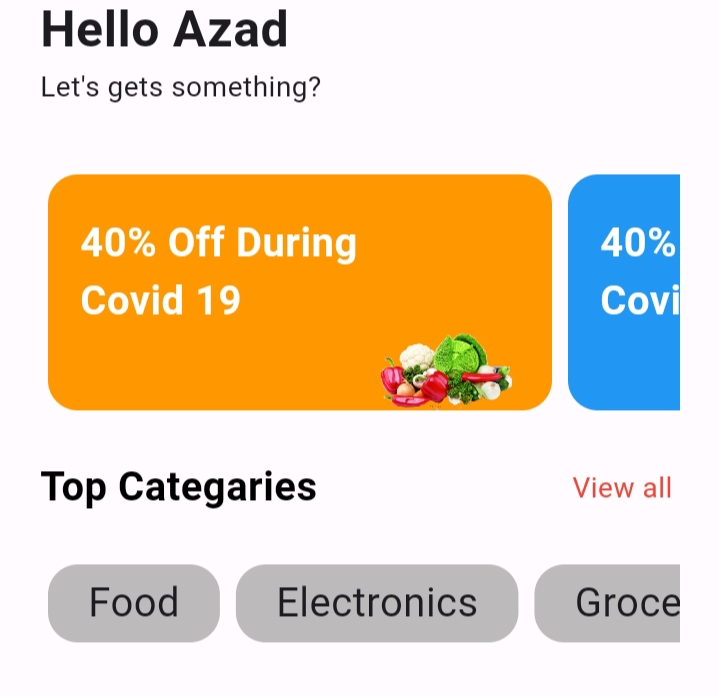 Hello Azad
Let's gets something?
40% Off During
Covid 19
40%
Covi
Top Categaries
View all
Food
Electronics
Groce